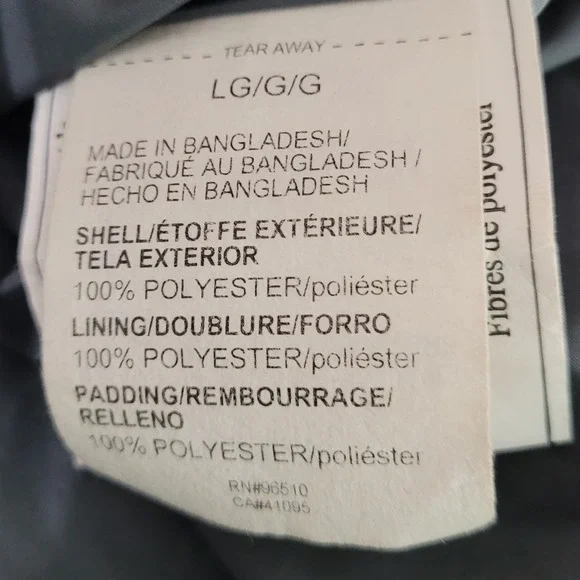 TEAR AWAY
LG/G/G
MADE IN BANGLADESH/
FABRIQUÉ AU BANGLADESH /
HECHO EN BANGLADESH
SHELL/ÉTOFFE EXTÉRIEURE/
TELA EXTERIOR
100% POLYESTER/poliéster
LINING/DOUBLURE/FORRO
100% POLYESTER/poliéster
PADDING/REMBOURRAGE/
RELLENO
100% POLYESTER/poliéster
RN#96510
CA#41095
Fibres de polyester